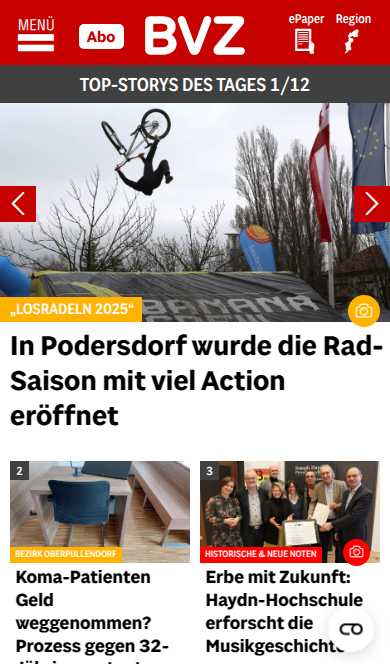 MENÜ
Abo
BVZ
ePaper
Region
TOP-STORYS DES TAGES 1/12
BANANA
„LOSRADELN 2025“
In Podersdorf wurde die Rad-
Saison mit viel Action
eröffnet
2
BEZIRK OBERPULLENDORF
Koma-Patienten
Geld
weggenommen?
Prozess gegen 32-
3
HISTORISCHE & NEUE NOTEN
Erbe mit Zukunft:
Haydn-Hochschule
erforscht die
Musikgeschichte